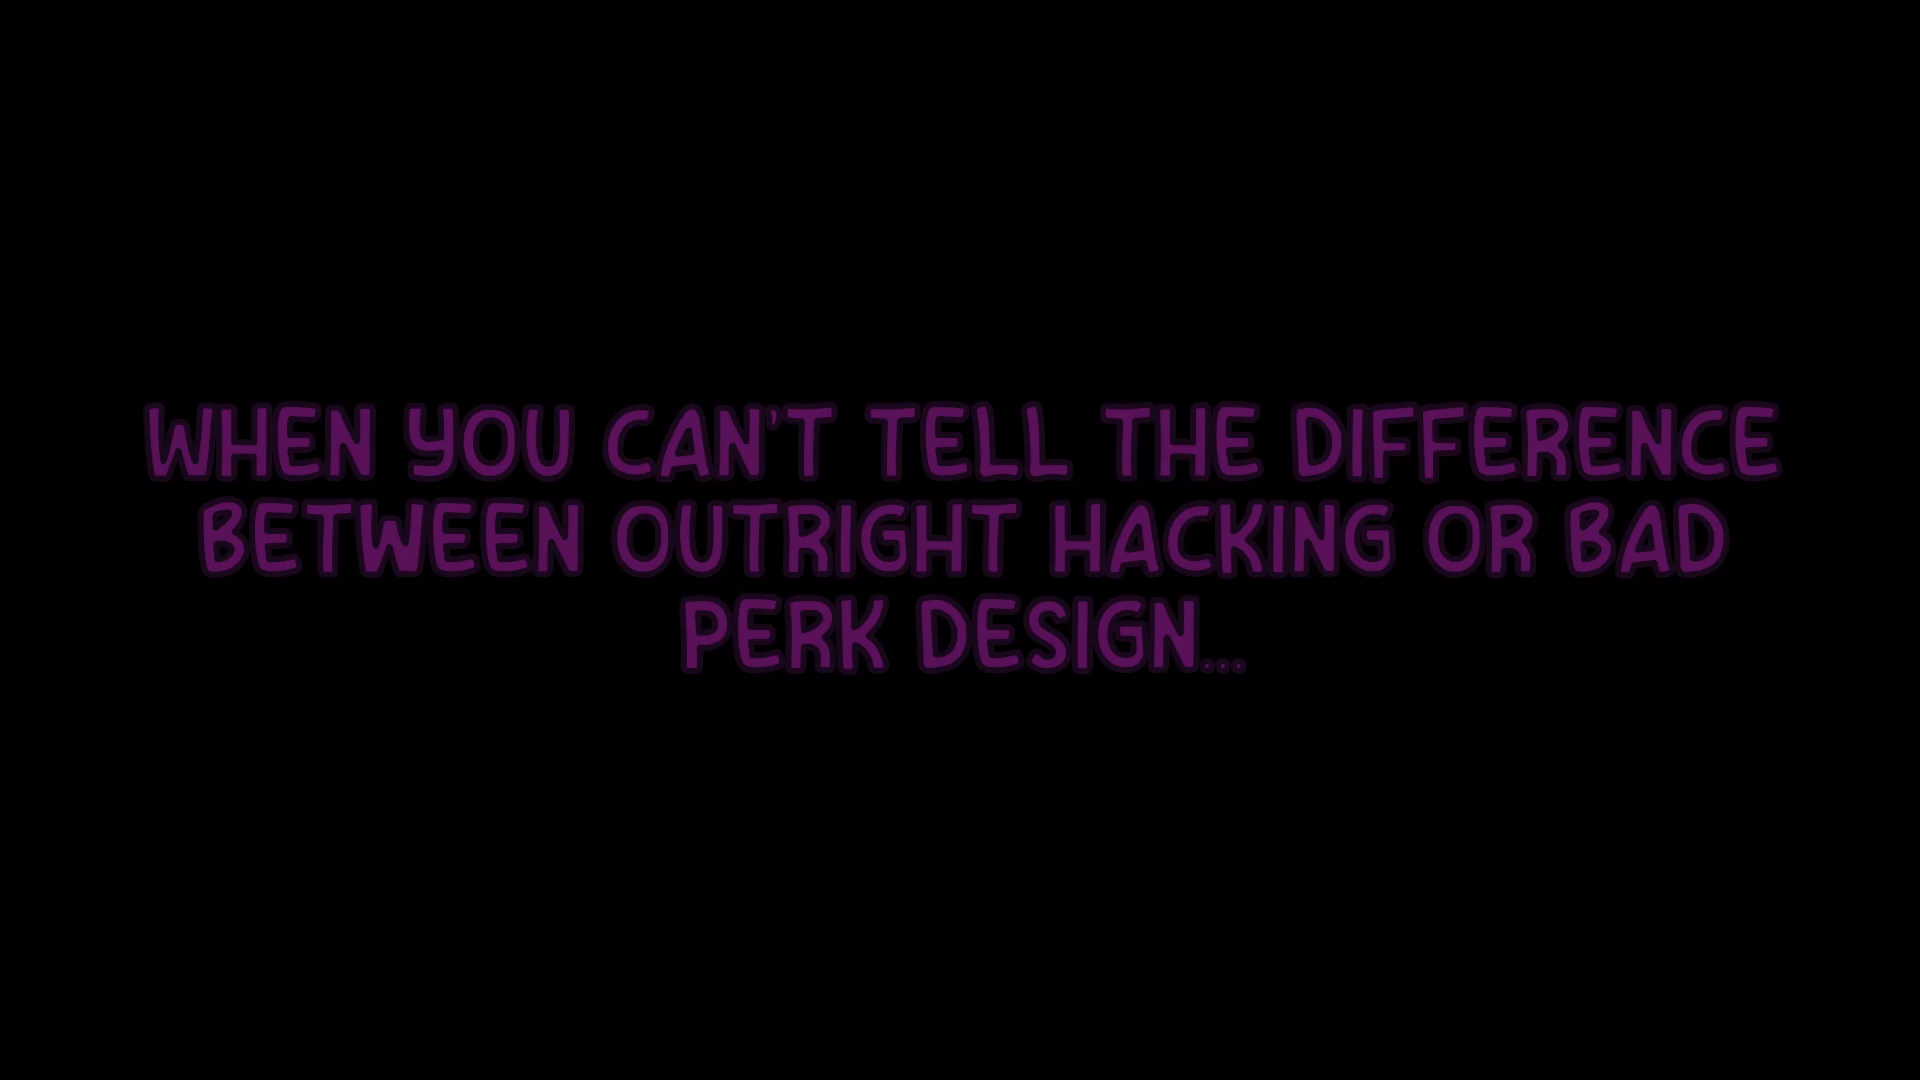 WHEN YOU CAN'T TELL THE DIFFERENCE
BETWEEN OUTRIGHT HACKING OR BAD
PERK DESIGN...